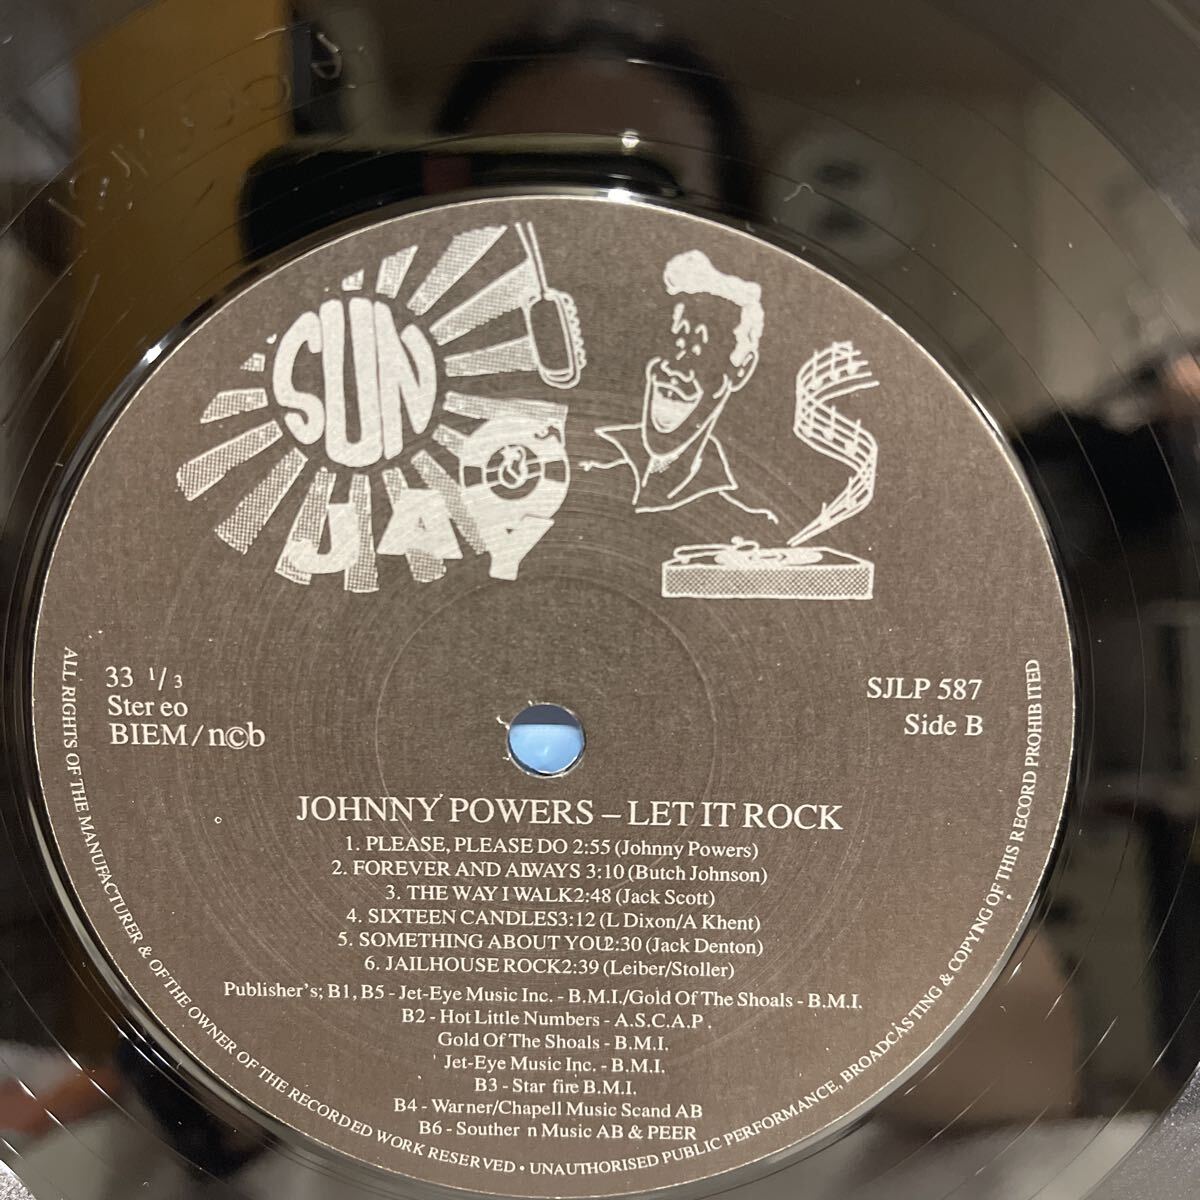 SUN
JAY
33 1/3
Ster eo
BIEM/n©b
SJLP 587
Side B
JOHNNY POWERS – LET IT ROCK
1. PLEASE, PLEASE DO 2:55 (Johnny Powers)
2. FOREVER AND ALWAYS 3:10 (Butch Johnson)
3. THE WAY I WALK2:48 (Jack Scott)
4. SIXTEEN CANDLES3:12 (L Dixon/A Khent)
5. SOMETHING ABOUT YOU2:30 (Jack Denton)
6. JAILHOUSE ROCK2:39 (Leiber/Stoller)
Publisher's; B1, B5 - Jet-Eye Music Inc. - B.M.I./Gold Of The Shoals - B.M.I.
B2 - Hot Little Numbers - A.S.C.A.P.
Gold Of The Shoals - B.M.I.
Jet-Eye Music Inc. - B.M.I.
B3 - Star fire B.M.I.
B4 - Warner/Chapell Music Scand AB
B6 - Souther n Music AB & PEER
ALL RIGHTS OF THE MANUFACTURER & OF THE OWNER OF THE RECORDED WORK RESERVED • UNAUTHORISED PUBLIC PERFORMANCE, BROADCASTING & COPYNG OF THIS RECORD PROHIBITED